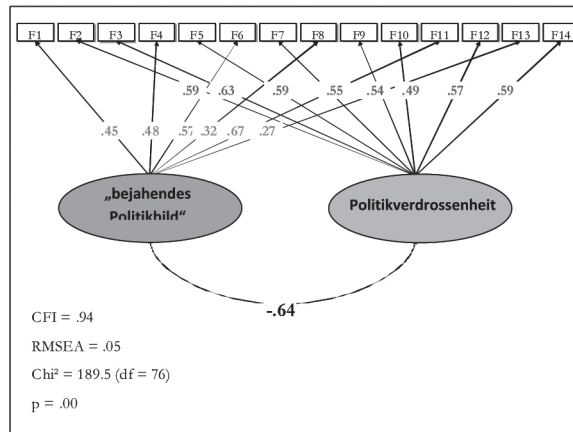 F1 F2 F3 F4 F5 F6 F7 F8 F9 F10 F11 F12 F13 F14
.59 .63 .59 .55 .54 .49 .57 .59
.45 .48 .57 .32 .67 .27
„bejahendes
Politikbild“
Politikverdrossenheit
-.64
CFI = .94
RMSEA = .05
Chi² = 189.5 (df = 76)
p = .00